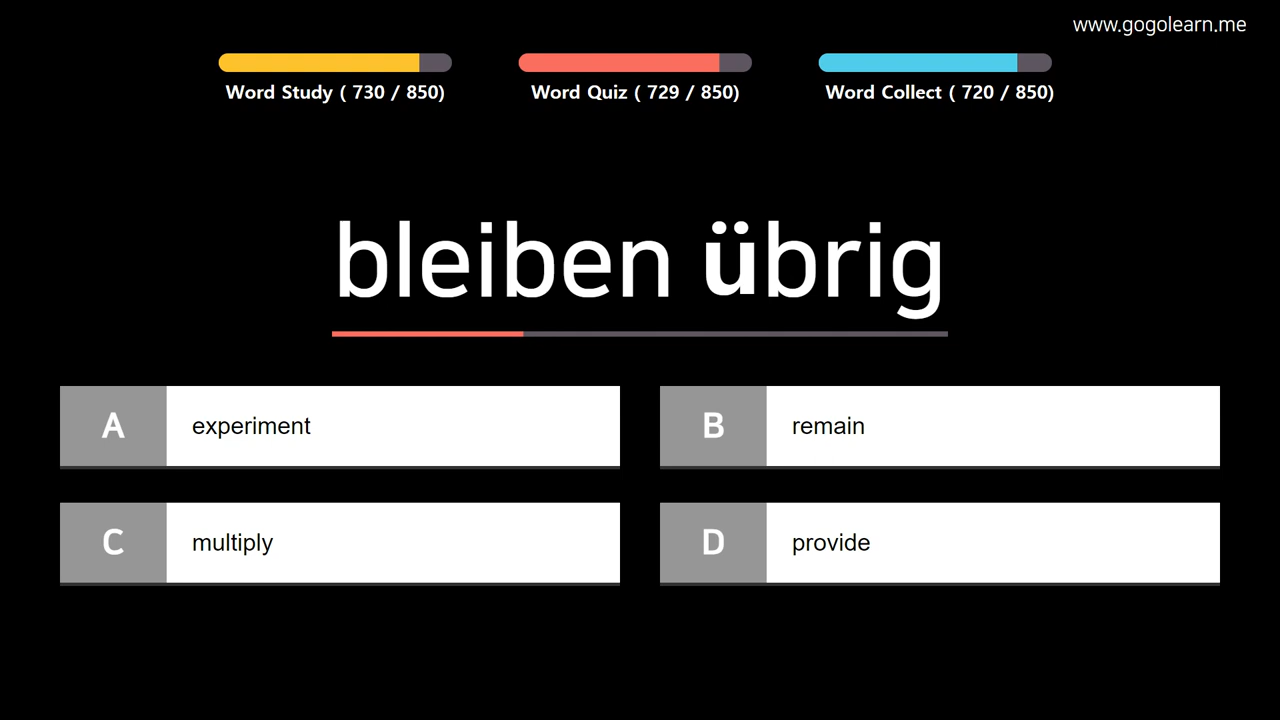 www.gogolearn.me
Word Study ( 730 / 850)
Word Quiz ( 729 / 850)
Word Collect ( 720 / 850)
bleiben übrig
A experiment
B remain
C multiply
D provide